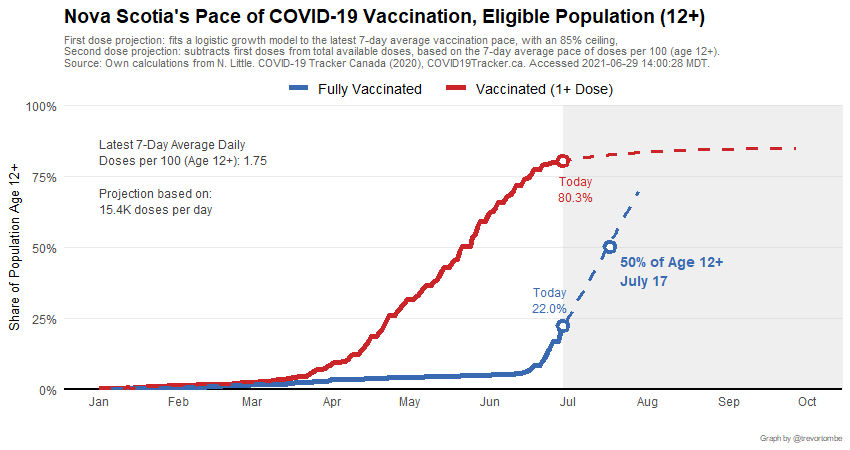 Nova Scotia's Pace of COVID-19 Vaccination, Eligible Population (12+)
First dose projection: fits a logistic growth model to the latest 7-day average vaccination pace, with an 85% ceiling,
Second dose projection: subtracts first doses from total available doses, based on the 7-day average pace of doses per 100 (age 12+).
Source: Own calculations from N. Little. COVID-19 Tracker Canada (2020), COVID19Tracker.ca. Accessed 2021-06-29 14:00:28 MDT.
Fully Vaccinated Vaccinated (1+ Dose)
100%
75%
50%
25%
0%
Share of Population Age 12+
Latest 7-Day Average Daily
Doses per 100 (Age 12+): 1.75
Projection based on:
15.4K doses per day
Today
80.3%
50% of Age 12+
July 17
Today
22.0%
Jan Feb Mar Apr May Jun Jul Aug Sep Oct
Graph by @trevortombe